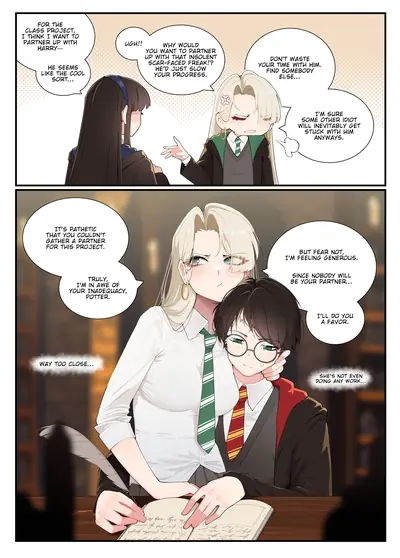 FOR THE
CLASS PROJECT,
I THINK I WANT TO
PARTNER UP WITH
HARRY—
HE SEEMS
LIKE THE COOL
SORT...
UGH!!
WHY WOULD
YOU WANT TO PARTNER
UP WITH THAT INSOLENT
SCAR-FACED FREAK!?
HE'D JUST SLOW
YOUR PROGRESS.
DON'T WASTE
YOUR TIME WITH HIM.
FIND SOMEBODY
ELSE...
I'M SURE
SOME OTHER IDIOT
WILL INEVITABLY GET
STUCK WITH HIM
ANYWAYS.
IT'S PATHETIC
THAT YOU COULDN'T
GATHER A PARTNER
FOR THIS PROJECT.
TRULY,
I'M IN AWE OF
YOUR INADEQUACY,
POTTER.
BUT FEAR NOT,
I'M FEELING GENEROUS.
SINCE NOBODY WILL
BE YOUR PARTNER...
I'LL DO YOU
A FAVOR.
WAY TOO CLOSE...
SHE'S NOT EVEN
DOING ANY WORK...